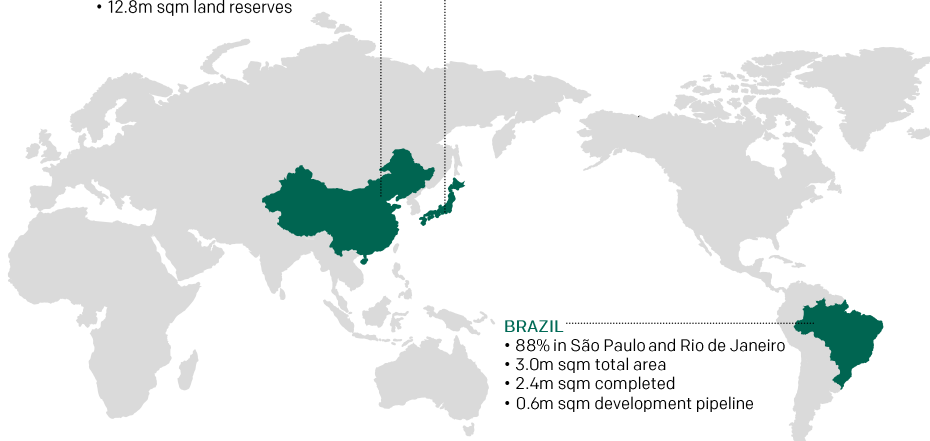 • 12.8m sqm land reserves
BRAZIL
• 88% in São Paulo and Rio de Janeiro
• 3.0m sqm total area
• 2.4m sqm completed
• 0.6m sqm development pipeline